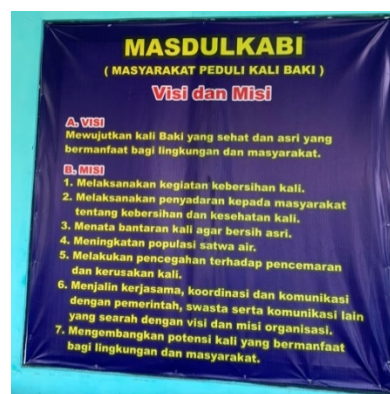 MASDULKABI
( MASYARAKAT PEDULI KALI BAKI )
Visi dan Misi
A. VISI
Mewujutkan kali Baki yang sehat dan asri yang
bermanfaat bagi lingkungan dan masyarakat.
B. MISI
1. Melaksanakan kegiatan kebersihan kali.
2. Melaksanakan penyadaran kepada masyarakat
tentang kebersihan dan kesehatan kali.
3. Menata bantaran kali agar bersih asri.
4. Meningkatan populasi satwa air.
5. Melakukan pencegahan terhadap pencemaran
dan kerusakan kali.
6. Menjalin kerjasama, koordinasi dan komunikasi
dengan pemerintah, swasta serta komunikasi lain
yang searah dengan visi dan misi organisasi.
7. Mengembangkan potensi kali yang bermanfaat
bagi lingkungan dan masyarakat.